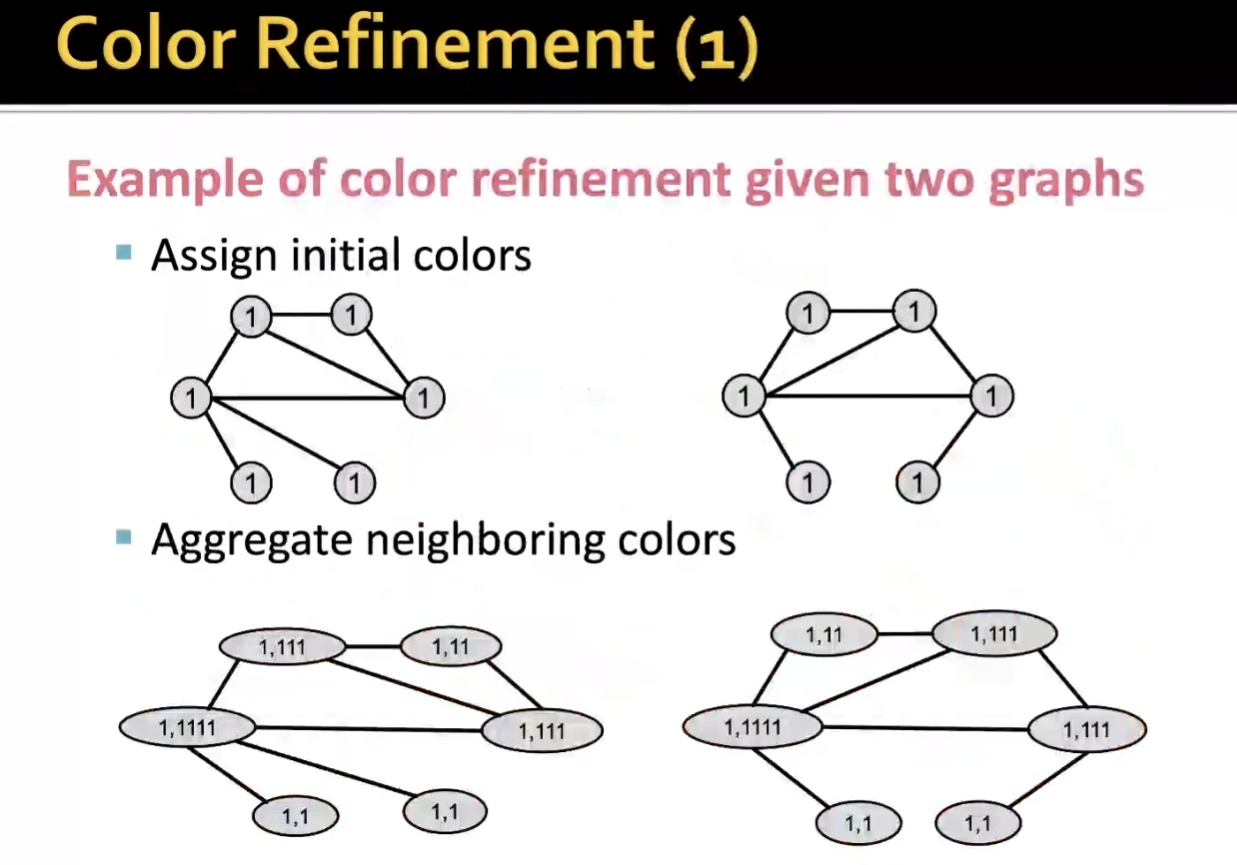 Color Refinement (1)
Example of color refinement given two graphs
Assign initial colors
1 1 1 1
1 1 1 1
1 1 1 1
Aggregate neighboring colors
1,111 1,11 1,11 1,111
1,1111 1,111 1,1111 1,111
1,1 1,1 1,1 1,1